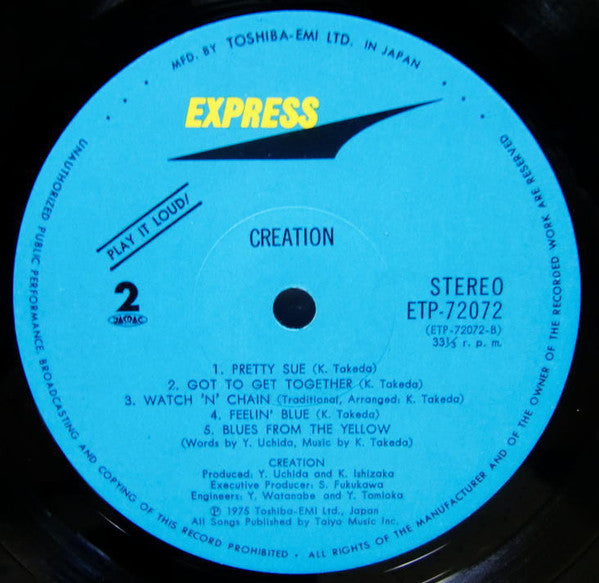 MFD. BY TOSHIBA-EMI LTD. IN JAPAN
EXPRESS
PLAY IT LOUD!
CREATION
2
JASRAC
STEREO
ETP-72072
(ETP-72072-B)
33⅓ r. p. m.
1. PRETTY SUE (K. Takeda)
2. GOT TO GET TOGETHER (K. Takeda)
3. WATCH 'N' CHAIN (Traditional, Arranged: K. Takeda)
4. FEELIN' BLUE (K. Takeda)
5. BLUES FROM THE YELLOW
(Words by Y. Uchida, Music by K. Takeda)
CREATION
Produced: Y. Uchida and K. Ishizaka
Executive Producer: S. Fukukawa
Engineers: Y. Watanabe and Y. Tomioka
℗ 1975 Toshiba-EMI Ltd., Japan
All Songs Published by Taiyo Music Inc.
UNAUTHORIZED PUBLIC PERFORMANCE, BROADCASTING AND COPYING OF THIS RECORD PROHIBITED • ALL RIGHTS OF THE MANUFACTURER AND OF THE OWNER OF THE RECORDED WORK ARE RESERVED